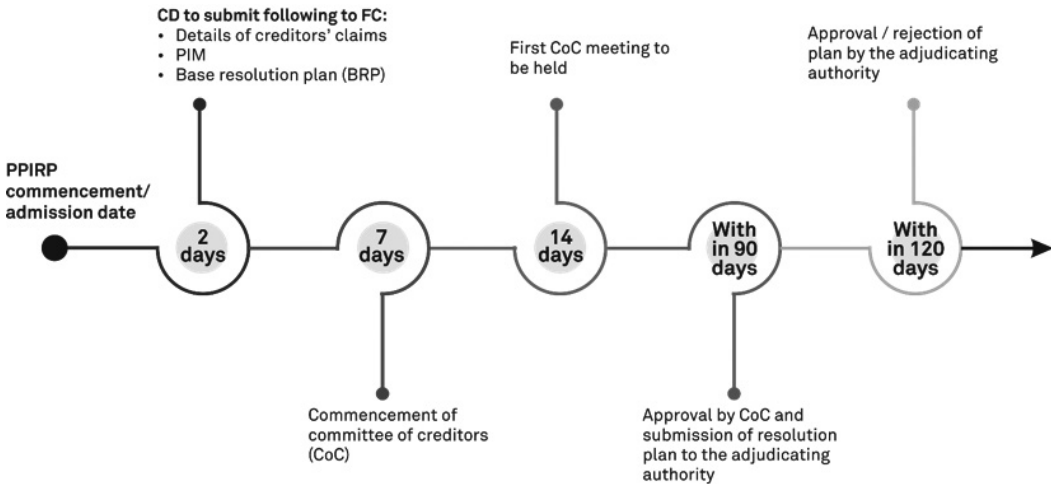 CD to submit following to FC:
• Details of creditors' claims
• PIM
• Base resolution plan (BRP)
First CoC meeting to
be held
Approval / rejection of
plan by the adjudicating
authority
PPIRP
commencement/
admission date
2
days
7
days
14
days
With
in 90
days
With
in 120
days
Commencement of
committee of creditors
(CoC)
Approval by CoC and
submission of resolution
plan to the adjudicating
authority